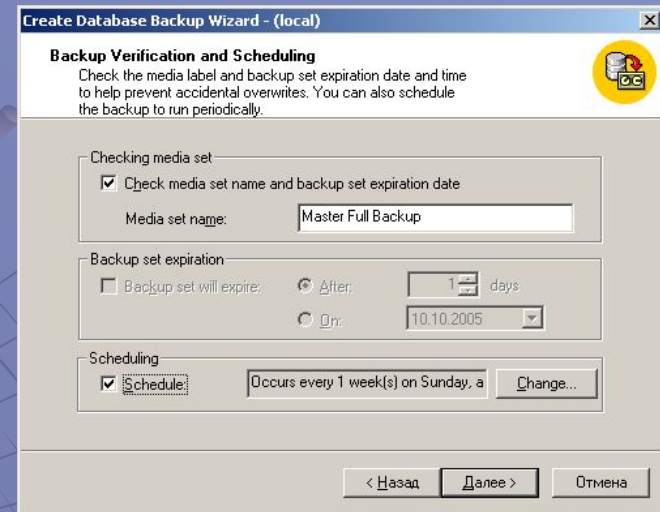 Create Database Backup Wizard - (local)
Backup Verification and Scheduling
Check the media label and backup set expiration date and time
to help prevent accidental overwrites. You can also schedule
the backup to run periodically.
Checking media set
Check media set name and backup set expiration date
Media set name: Master Full Backup
Backup set expiration
Backup set will expire: After: 1 days
On: 10.10.2005
Scheduling
Schedule: Occurs every 1 week(s) on Sunday, a Change...
< Назад Далее > Отмена